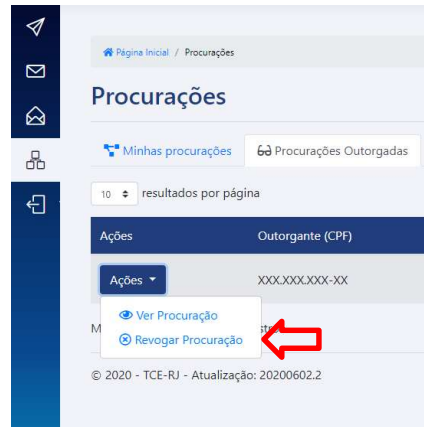 Página Inicial / Procurações
Procurações
Minhas procurações Procurações Outorgadas
10 resultados por página
Ações Outorgante (CPF)
Ações XXX.XXX.XXX-XX
Ver Procuração
Revogar Procuração
© 2020 - TCE-RJ - Atualização: 20200602.2